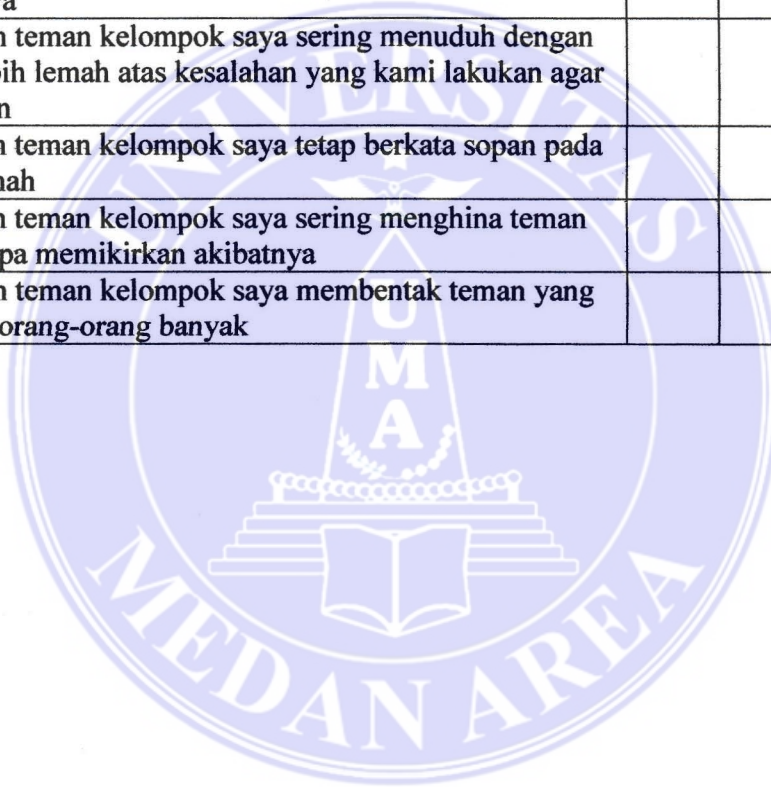 a
n teman kelompok saya sering menuduh dengan
bih lemah atas kesalahan yang kami lakukan agar
n
n teman kelompok saya tetap berkata sopan pada
nah
n teman kelompok saya sering menghina teman
pa memikirkan akibatnya
n teman kelompok saya membentak teman yang
orang-orang banyak
UNIVERSITAS
U
M
A
MEDAN AREA